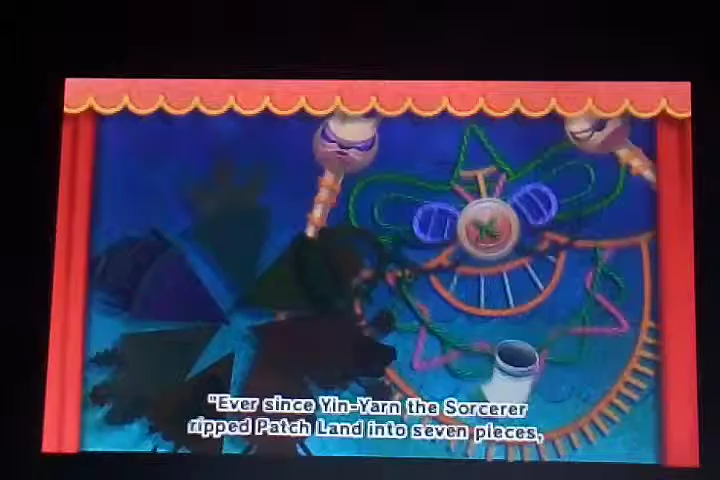 "Ever since Yin-Yarn the Sorcerer
ripped Patch Land into seven pieces,